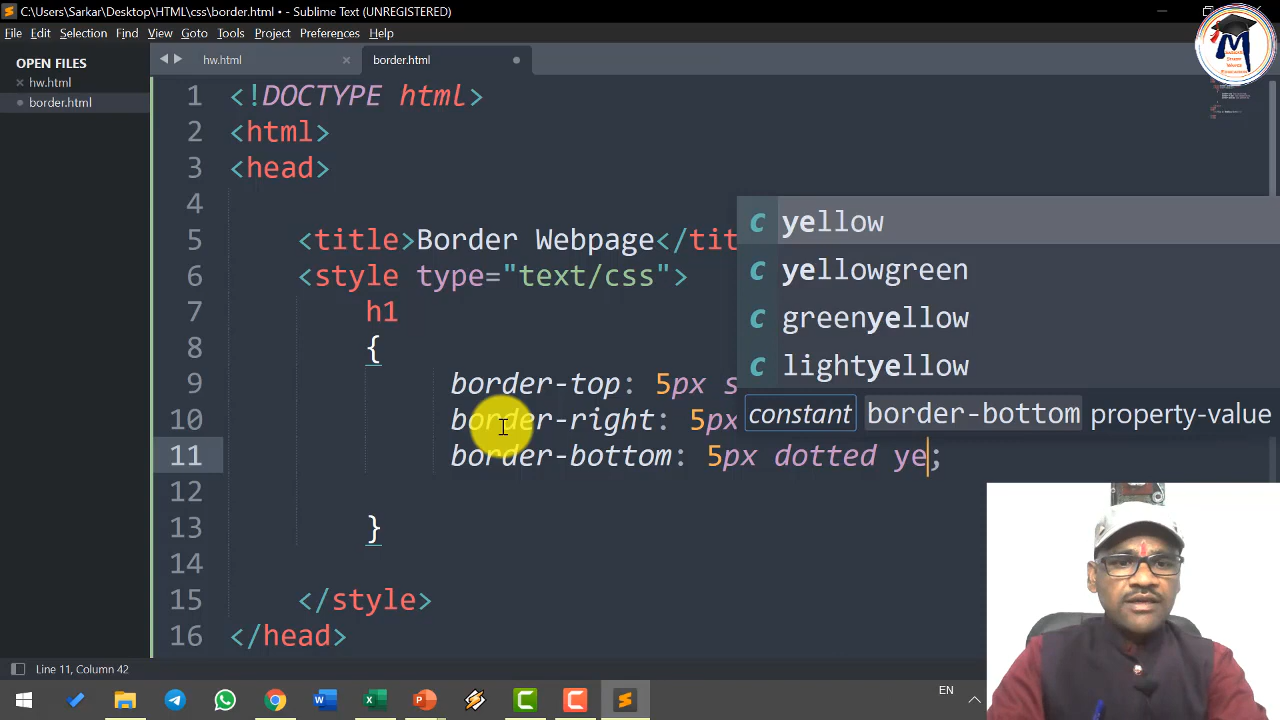 C:\Users\Sarkar\Desktop\HTML\css\border.html • - Sublime Text (UNREGISTERED)
File Edit Selection Find View Goto Tools Project Preferences Help
OPEN FILES
hw.html
border.html
hw.html
border.html
1 <!DOCTYPE html>
2 <html>
3 <head>
4
5 <title>Border Webpage</tit
6 <style type="text/css">
7 h1
8 {
9 border-top: 5px s
10 border-right: 5px
11 border-bottom: 5px dotted ye;
12
13 }
14
15 </style>
16 </head>
c yellow
c yellowgreen
c greenyellow
c lightyellow
constant border-bottom property-value
Line 11, Column 42
EN